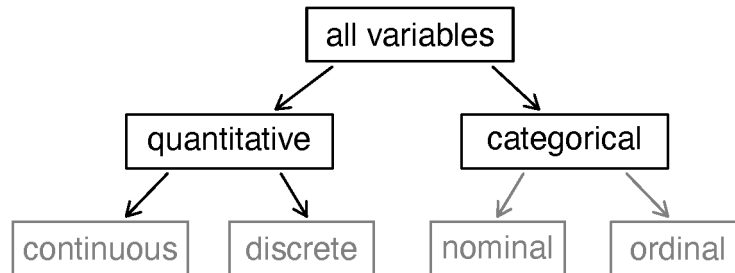 all variables
quantitative
categorical
continuous
discrete
nominal
ordinal